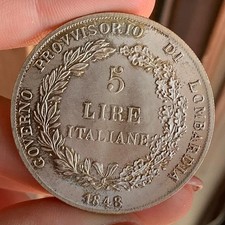 GOVERNO PROVVISORIO DI LOMBARDIA
5
LIRE
ITALIANE
1848